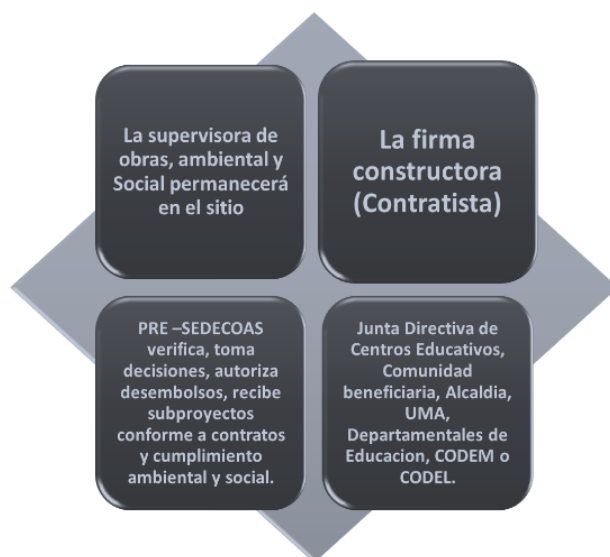 La supervisora de
obras, ambiental y
Social permanecerá
en el sitio
La firma
constructora
(Contratista)
PRE –SEDECOAS
verifica, toma
decisiones, autoriza
desembolsos, recibe
subproyectos
conforme a contratos
y cumplimiento
ambiental y social.
Junta Directiva de
Centros Educativos,
Comunidad
beneficiaria, Alcaldia,
UMA,
Departamentales de
Educacion, CODEM o
CODEL.